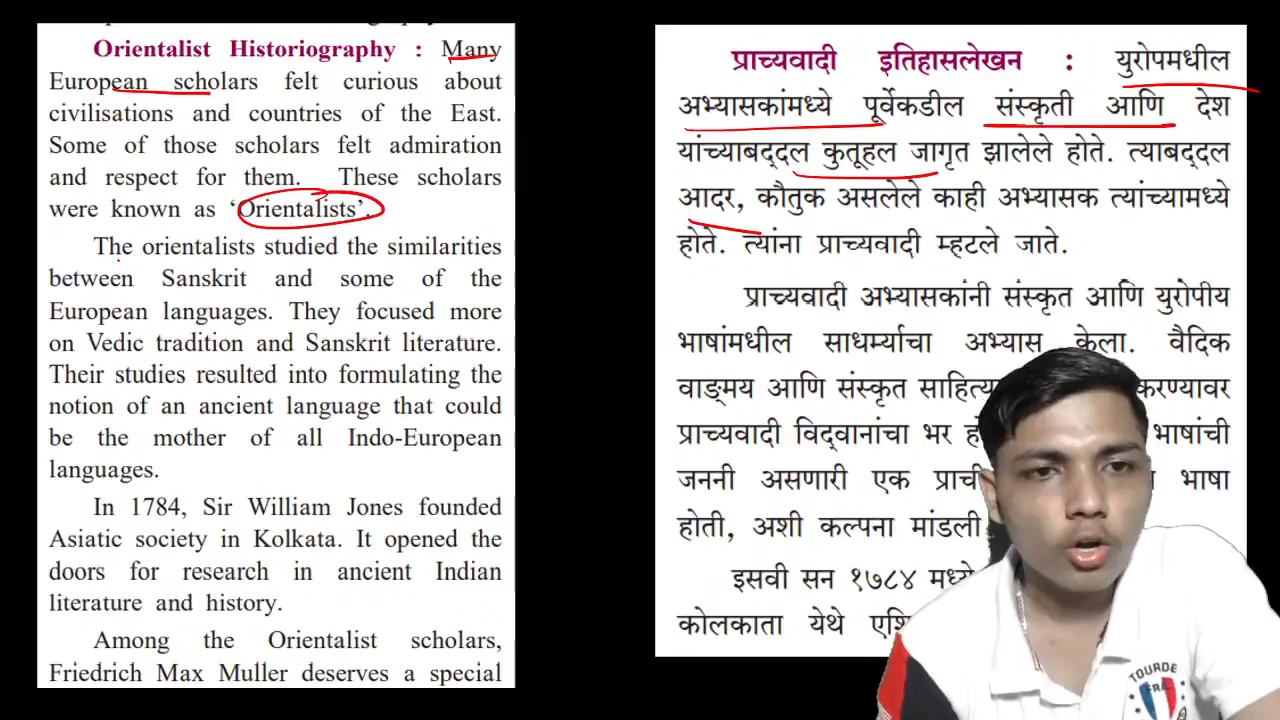 Orientalist Historiography : Many
European scholars felt curious about
civilisations and countries of the East.
Some of those scholars felt admiration
and respect for them. These scholars
were known as ‘Orientalists’.
The orientalists studied the similarities
between Sanskrit and some of the
European languages. They focused more
on Vedic tradition and Sanskrit literature.
Their studies resulted into formulating the
notion of an ancient language that could
be the mother of all Indo-European
languages.
In 1784, Sir William Jones founded
Asiatic society in Kolkata. It opened the
doors for research in ancient Indian
literature and history.
Among the Orientalist scholars,
Friedrich Max Muller deserves a special
प्राच्यवादी इतिहासलेखन : युरोपमधील
अभ्यासकांमध्ये पूर्वेकडील संस्कृती आणि देश
यांच्याबद्दल कुतूहल जागृत झालेले होते. त्याबद्दल
आदर, कौतुक असलेले काही अभ्यासक त्यांच्यामध्ये
होते. त्यांना प्राच्यवादी म्हटले जाते.
प्राच्यवादी अभ्यासकांनी संस्कृत आणि युरोपीय
भाषांमधील साधर्म्याचा अभ्यास केला. वैदिक
वाङ्मय आणि संस्कृत साहित्य करण्यावर
प्राच्यवादी विद्वानांचा भर भाषांची
जननी असणारी एक भाषा
होती, अशी कल्पना मांडली
इसवी सन १७८४ मध्ये
कोलकाता येथे
TOURDE
FRA